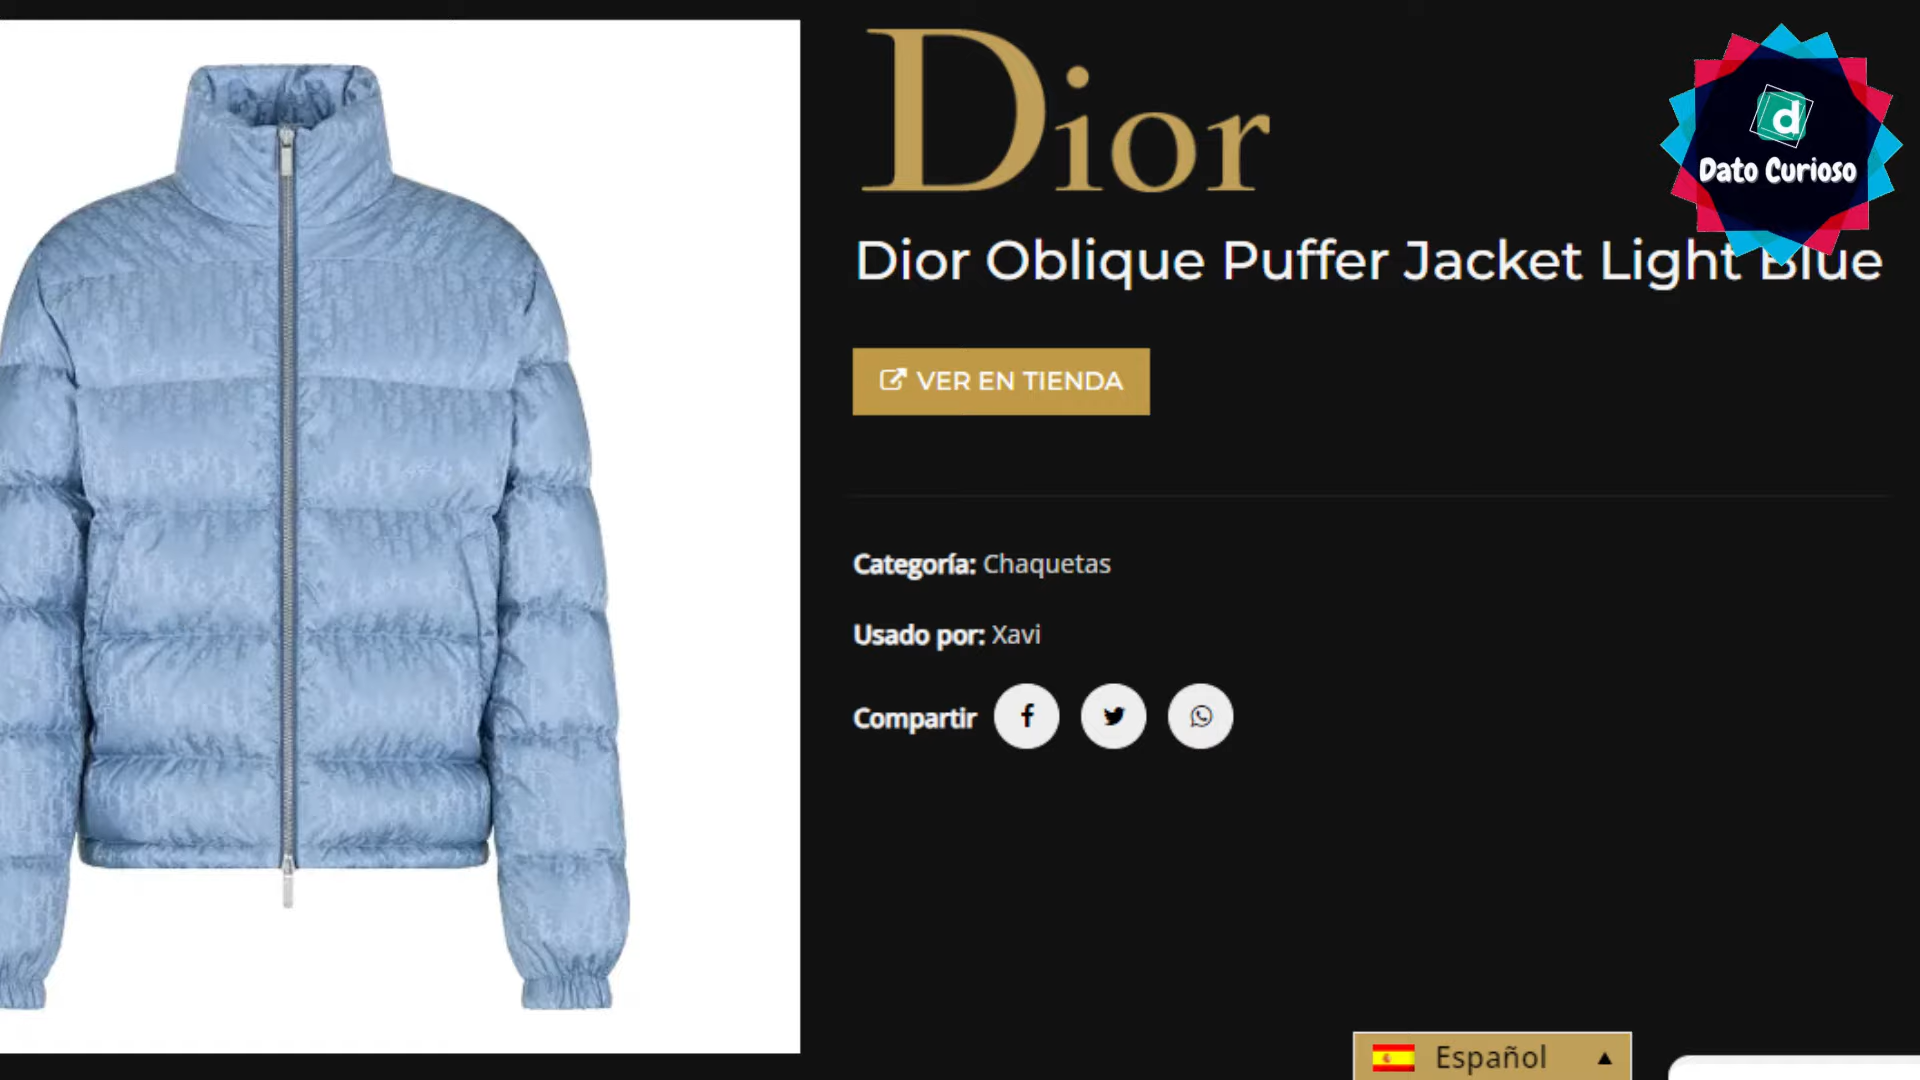 Dior
d
Dato Curioso
Dior Oblique Puffer Jacket Light Blue
VER EN TIENDA
Categoría: Chaquetas
Usado por: Xavi
Compartir
Español